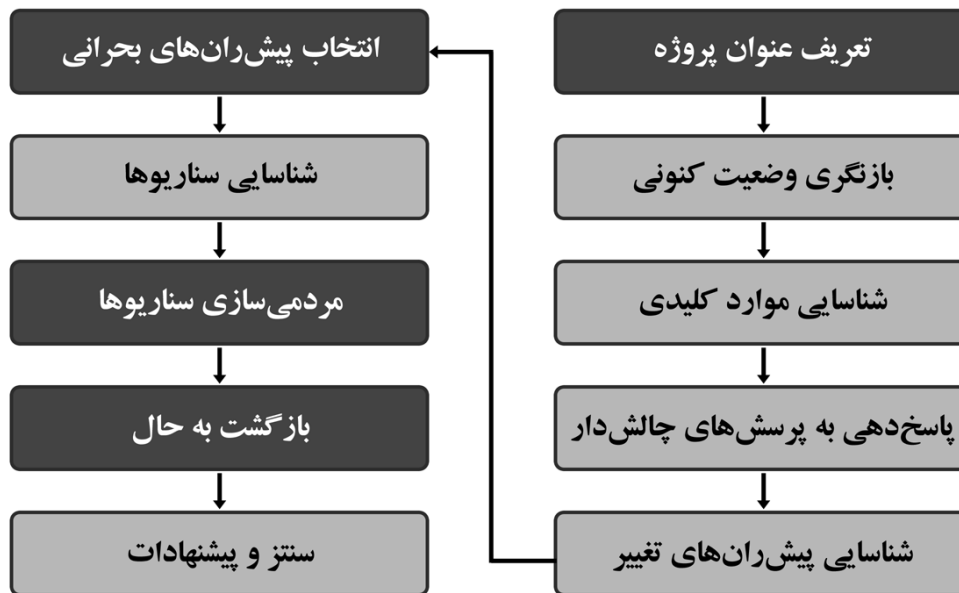 تعریف عنوان پروژه
بازنگری وضعیت کنونی
شناسایی موارد کلیدی
پاسخ‌دهی به پرسش‌های چالش‌دار
شناسایی پیش‌ران‌های تغییر
انتخاب پیش‌ران‌های بحرانی
شناسایی سناریوها
مردمی‌سازی سناریوها
بازگشت به حال
سنتز و پیشنهادات